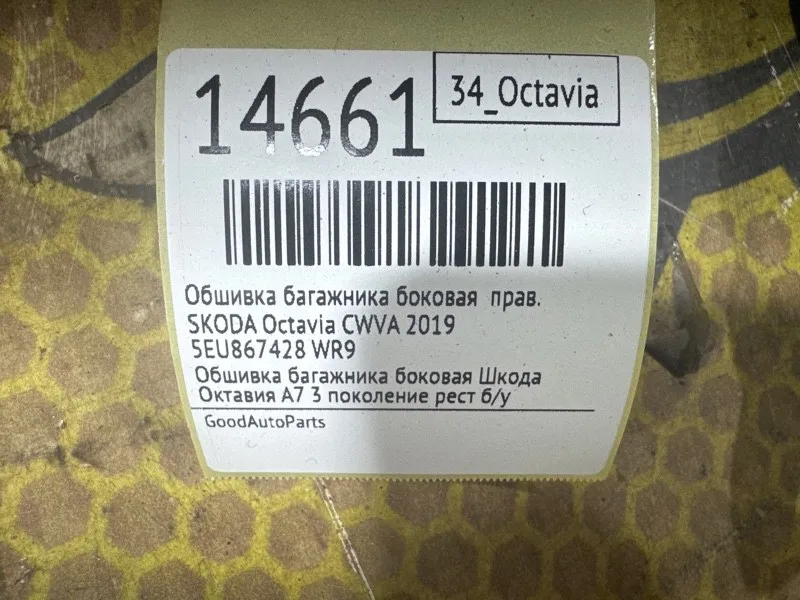 14661
34_Octavia
Обшивка багажника боковая прав.
SKODA Octavia CWVA 2019
5EU867428 WR9
Обшивка багажника боковая Шкода
Октавия А7 3 поколение рест б/у
GoodAutoParts